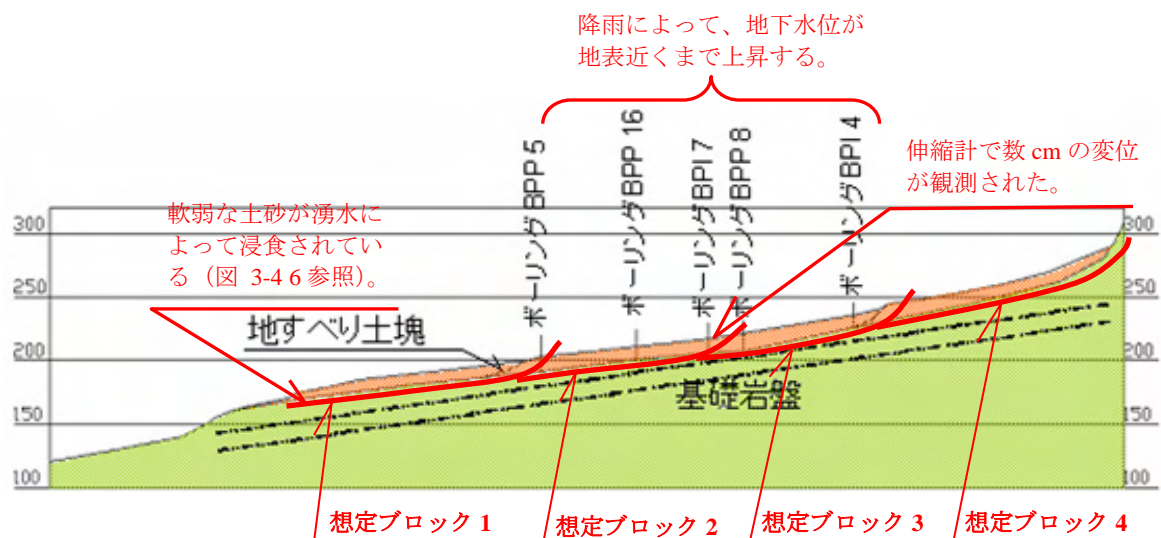 降雨によって、地下水位が
地表近くまで上昇する。
伸縮計で数 cm の変位
が観測された。
軟弱な土砂が湧水に
よって浸食されてい
る（図 3-4 6 参照）。
ボーリングBPP 5
ボーリングBPP 16
ボーリングBPI 7
ボーリングBPP 8
ボーリングBPI 4
300
250
200
150
100
300
250
200
150
100
地すべり土塊
基礎岩盤
想定ブロック 1
想定ブロック 2
想定ブロック 3
想定ブロック 4